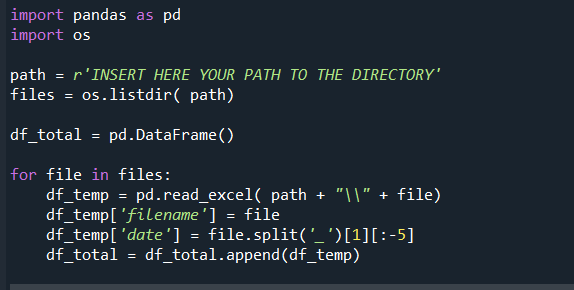 import pandas as pd
import os
path = r'INSERT HERE YOUR PATH TO THE DIRECTORY'
files = os.listdir( path)
df_total = pd.DataFrame()
for file in files:
    df_temp = pd.read_excel( path + "\\" + file)
    df_temp['filename'] = file
    df_temp['date'] = file.split('_')[1][:-5]
    df_total = df_total.append(df_temp)